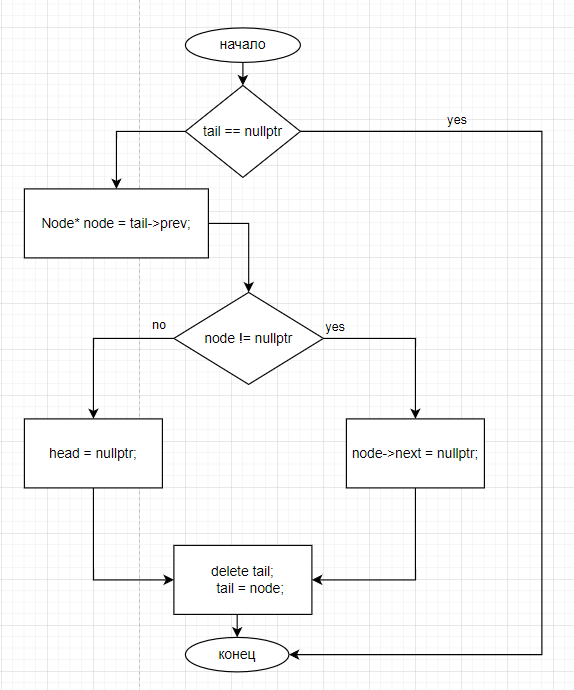 начало
tail == nullptr
yes
Node* node = tail->prev;
node != nullptr
no
yes
head = nullptr;
node->next = nullptr;
delete tail;
tail = node;
конец